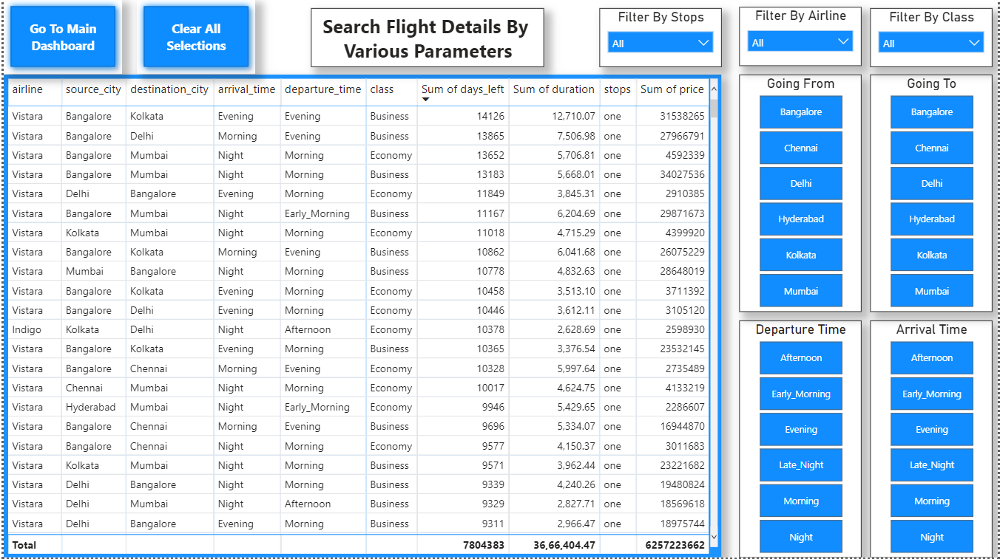 Go To Main
Dashboard
Clear All
Selections
Search Flight Details By
Various Parameters
Filter By Stops
All
Filter By Airline
All
Filter By Class
All
airline source_city destination_city arrival_time departure_time class Sum of days_left Sum of duration stops Sum of price
Vistara Bangalore Kolkata Evening Evening Business 14126 12,710.07 one 31538265
Vistara Bangalore Delhi Morning Evening Business 13865 7,506.98 one 27966791
Vistara Bangalore Mumbai Night Morning Economy 13652 5,706.81 one 4592339
Vistara Bangalore Mumbai Night Morning Business 13183 5,668.01 one 34027536
Vistara Delhi Bangalore Evening Morning Economy 11849 3,845.31 one 2910385
Vistara Bangalore Mumbai Night Early_Morning Business 11167 6,204.69 one 29871673
Vistara Kolkata Mumbai Night Morning Economy 11018 4,715.29 one 4399920
Vistara Bangalore Kolkata Morning Evening Business 10862 6,041.68 one 26075229
Vistara Mumbai Bangalore Night Morning Business 10778 4,832.63 one 28648019
Vistara Bangalore Kolkata Evening Morning Economy 10458 3,513.10 one 3711392
Vistara Bangalore Delhi Evening Morning Economy 10446 3,612.11 one 3105120
Indigo Kolkata Delhi Night Afternoon Economy 10378 2,628.69 one 2598930
Vistara Bangalore Kolkata Evening Morning Business 10365 3,376.54 one 23532145
Vistara Bangalore Chennai Morning Evening Economy 10328 5,997.64 one 2735489
Vistara Chennai Mumbai Night Morning Economy 10017 4,624.75 one 4133219
Vistara Hyderabad Mumbai Night Early_Morning Economy 9946 5,429.65 one 2286607
Vistara Bangalore Chennai Morning Evening Business 9696 5,334.07 one 16944870
Vistara Bangalore Chennai Night Morning Economy 9577 4,150.37 one 3011683
Vistara Kolkata Mumbai Night Morning Business 9571 3,962.44 one 23221682
Vistara Delhi Bangalore Night Morning Business 9339 4,240.26 one 19480824
Vistara Delhi Mumbai Night Afternoon Business 9329 2,827.71 one 18569618
Vistara Delhi Bangalore Evening Morning Business 9311 2,966.47 one 18975744
Total 7804383 36,66,404.47 6257223662
Going From
Bangalore
Chennai
Delhi
Hyderabad
Kolkata
Mumbai
Going To
Bangalore
Chennai
Delhi
Hyderabad
Kolkata
Mumbai
Departure Time
Afternoon
Early_Morning
Evening
Late_Night
Morning
Night
Arrival Time
Afternoon
Early_Morning
Evening
Late_Night
Morning
Night